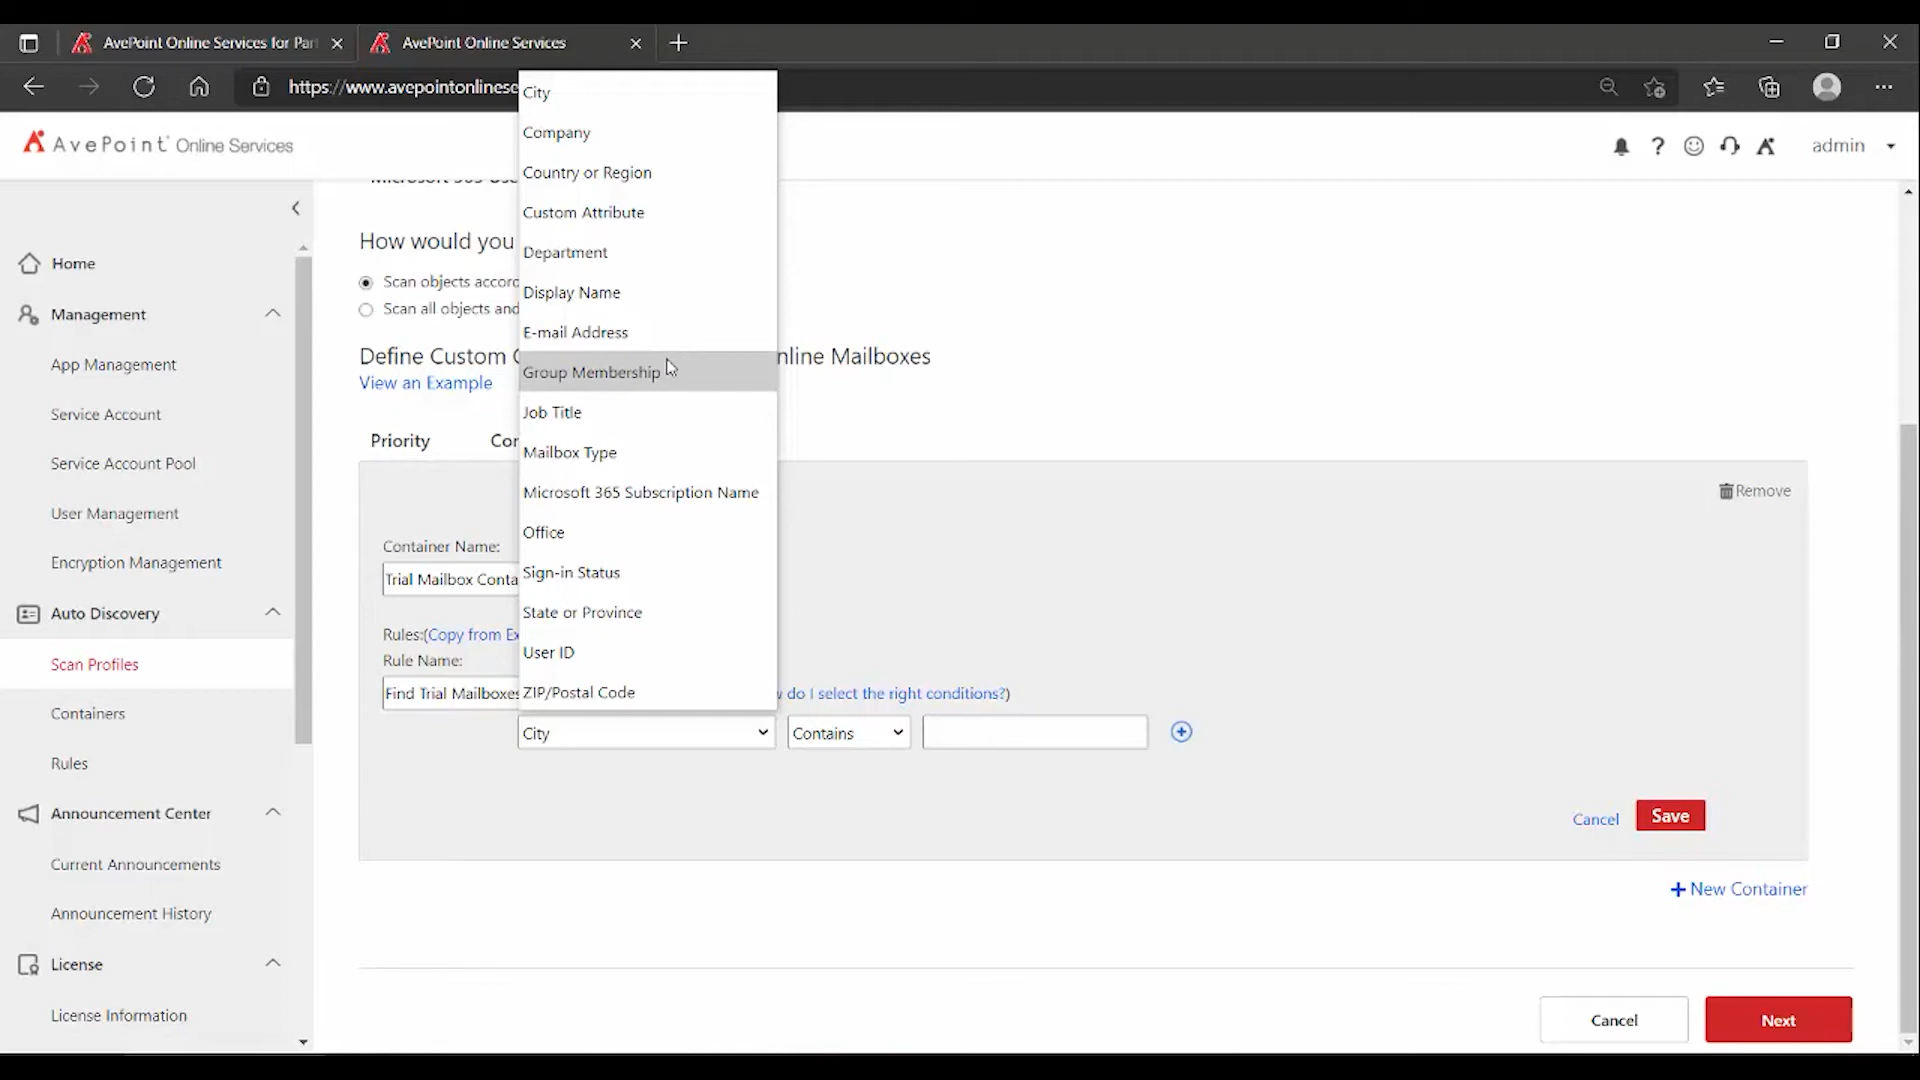 AvePoint Online Services for Par
AvePoint Online Services
https://www.avepointonlinese
AvePoint Online Services
admin
Home
Management
App Management
Service Account
Service Account Pool
User Management
Encryption Management
Auto Discovery
Scan Profiles
Containers
Rules
Announcement Center
Current Announcements
Announcement History
License
License Information
How would you
Scan objects accord
Scan all objects and
Define Custom
nline Mailboxes
View an Example
Priority
Con
Remove
Container Name:
Trial Mailbox Conta
Rules:(Copy from Ex
Rule Name:
Find Trial Mailboxes
do I select the right conditions?)
City
Company
Country or Region
Custom Attribute
Department
Display Name
E-mail Address
Group Membership
Job Title
Mailbox Type
Microsoft 365 Subscription Name
Office
Sign-in Status
State or Province
User ID
ZIP/Postal Code
City
Contains
Cancel
Save
+ New Container
Cancel
Next